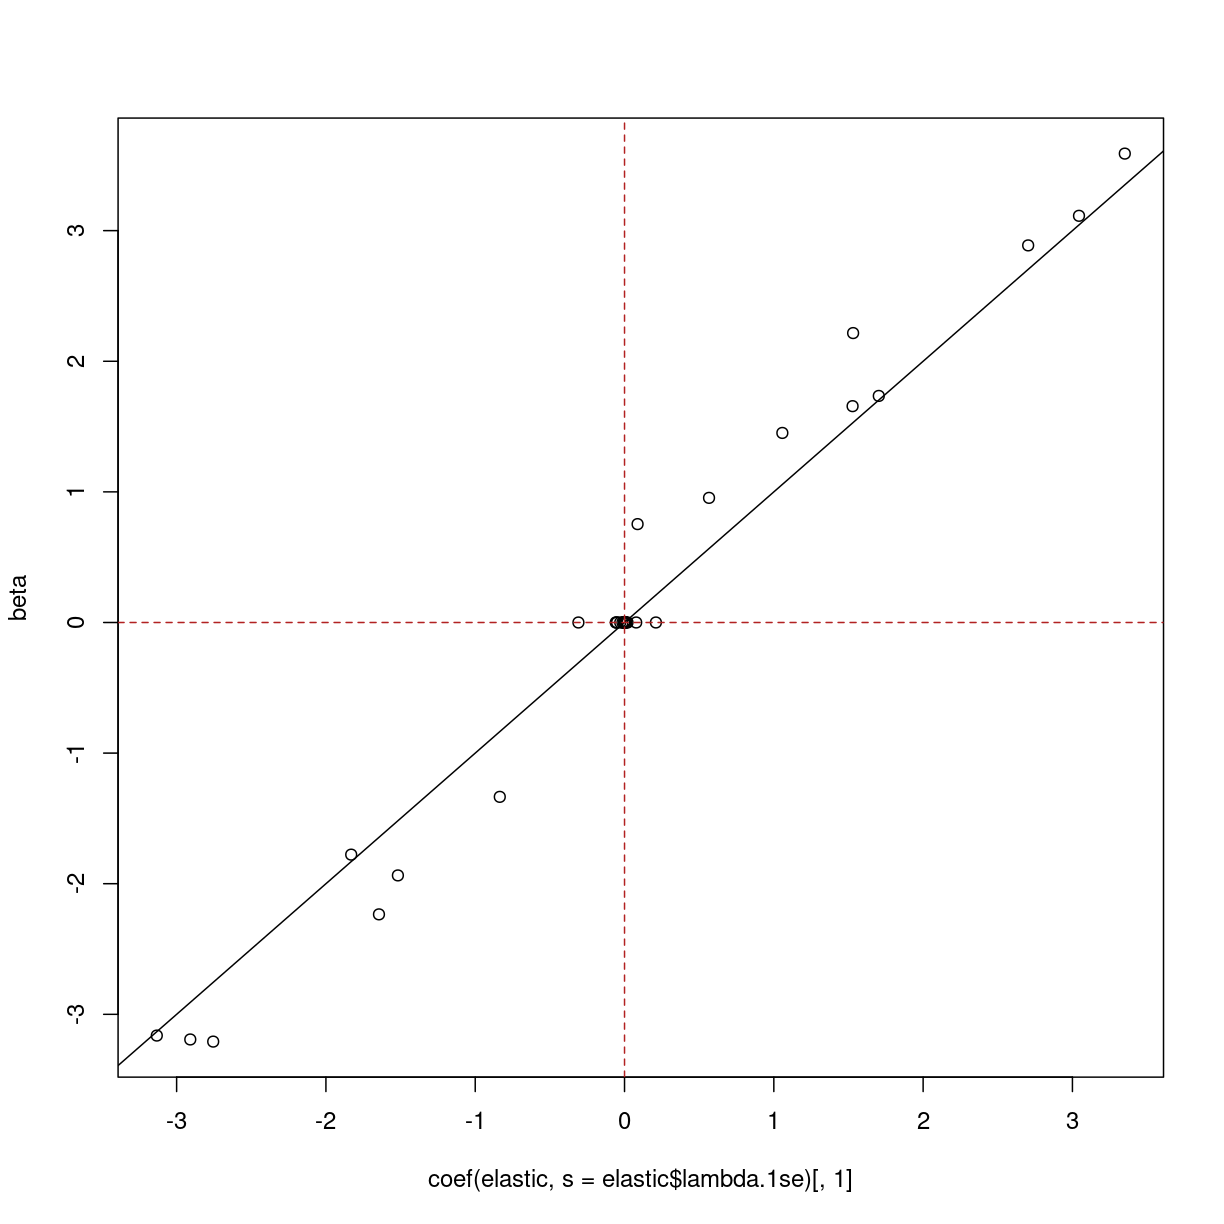 beta
3
2
1
0
-1
-2
-3
-3 -2 -1 0 1 2 3
coef(elastic, s = elastic$lambda.1se)[, 1]